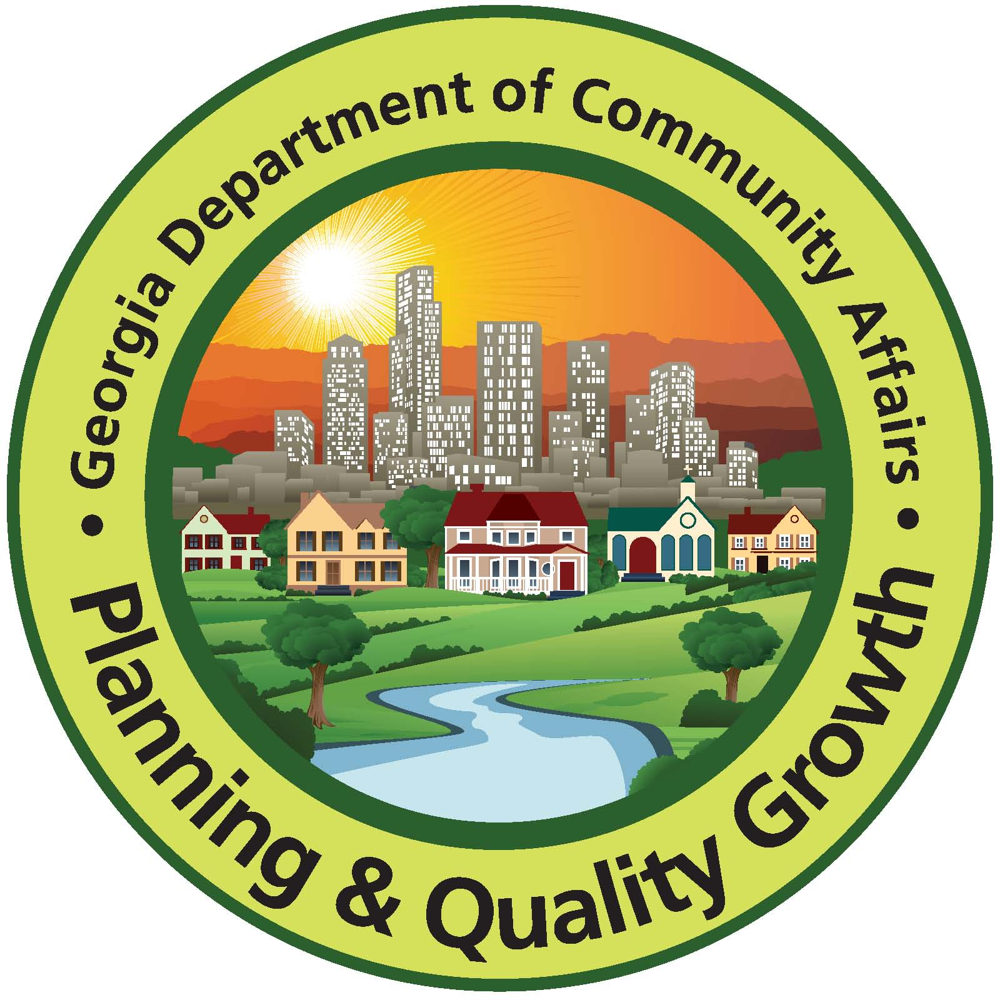 Georgia Department of Community Affairs
Planning & Quality Growth